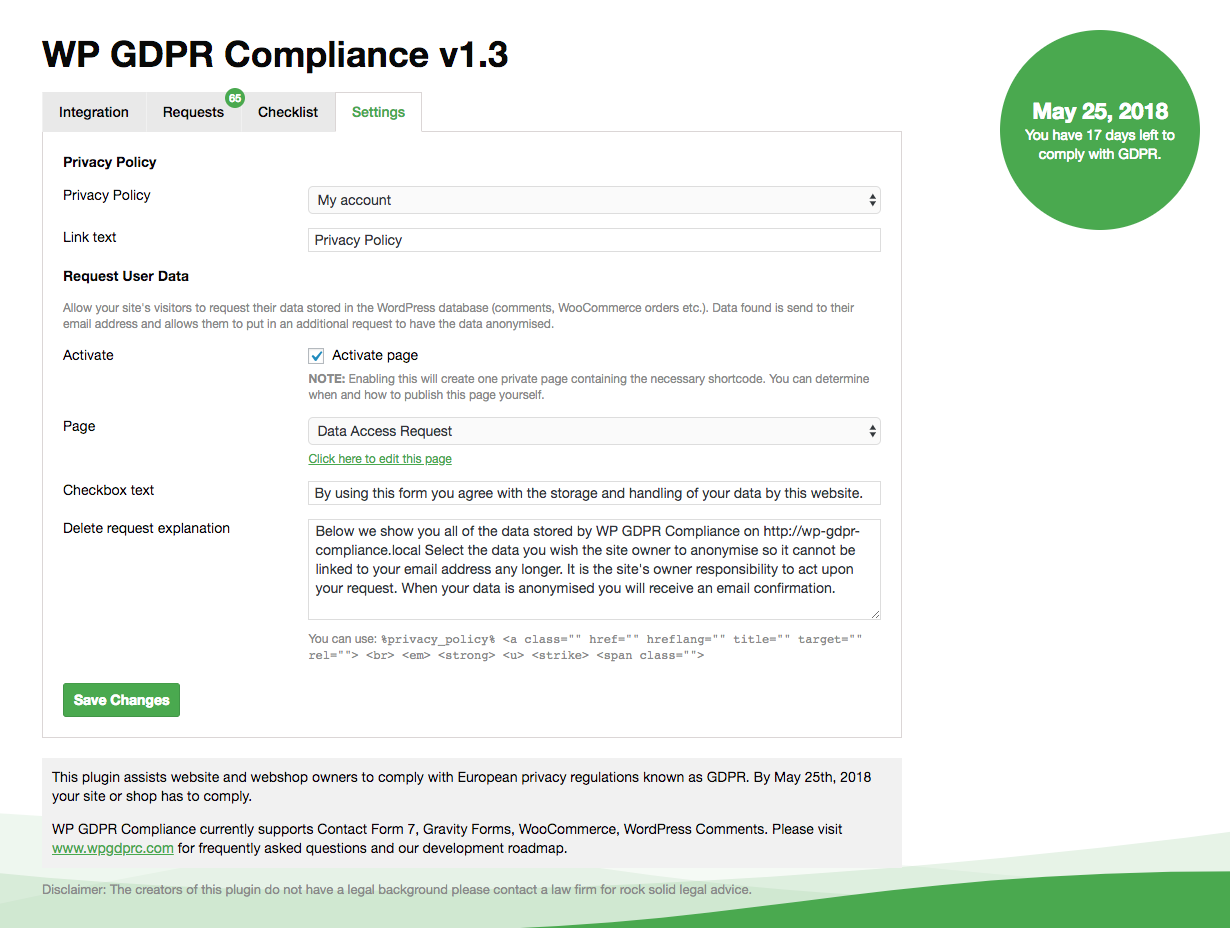 WP GDPR Compliance v1.3
May 25, 2018
You have 17 days left to
comply with GDPR.
Integration
Requests
65
Checklist
Settings
Privacy Policy
Privacy Policy
My account
Link text
Privacy Policy
Request User Data
Allow your site's visitors to request their data stored in the WordPress database (comments, WooCommerce orders etc.). Data found is send to their
email address and allows them to put in an additional request to have the data anonymised.
Activate
Activate page
NOTE: Enabling this will create one private page containing the necessary shortcode. You can determine
when and how to publish this page yourself.
Page
Data Access Request
Click here to edit this page
Checkbox text
By using this form you agree with the storage and handling of your data by this website.
Delete request explanation
Below we show you all of the data stored by WP GDPR Compliance on http://wp-gdpr-
compliance.local Select the data you wish the site owner to anonymise so it cannot be
linked to your email address any longer. It is the site's owner responsibility to act upon
your request. When your data is anonymised you will receive an email confirmation.
You can use: %privacy_policy% <a class="" href="" hreflang="" title="" target=""
rel=""> <br> <em> <strong> <u> <strike> <span class="">
Save Changes
This plugin assists website and webshop owners to comply with European privacy regulations known as GDPR. By May 25th, 2018
your site or shop has to comply.
WP GDPR Compliance currently supports Contact Form 7, Gravity Forms, WooCommerce, WordPress Comments. Please visit
www.wpgdprc.com for frequently asked questions and our development roadmap.
Disclaimer: The creators of this plugin do not have a legal background please contact a law firm for rock solid legal advice.